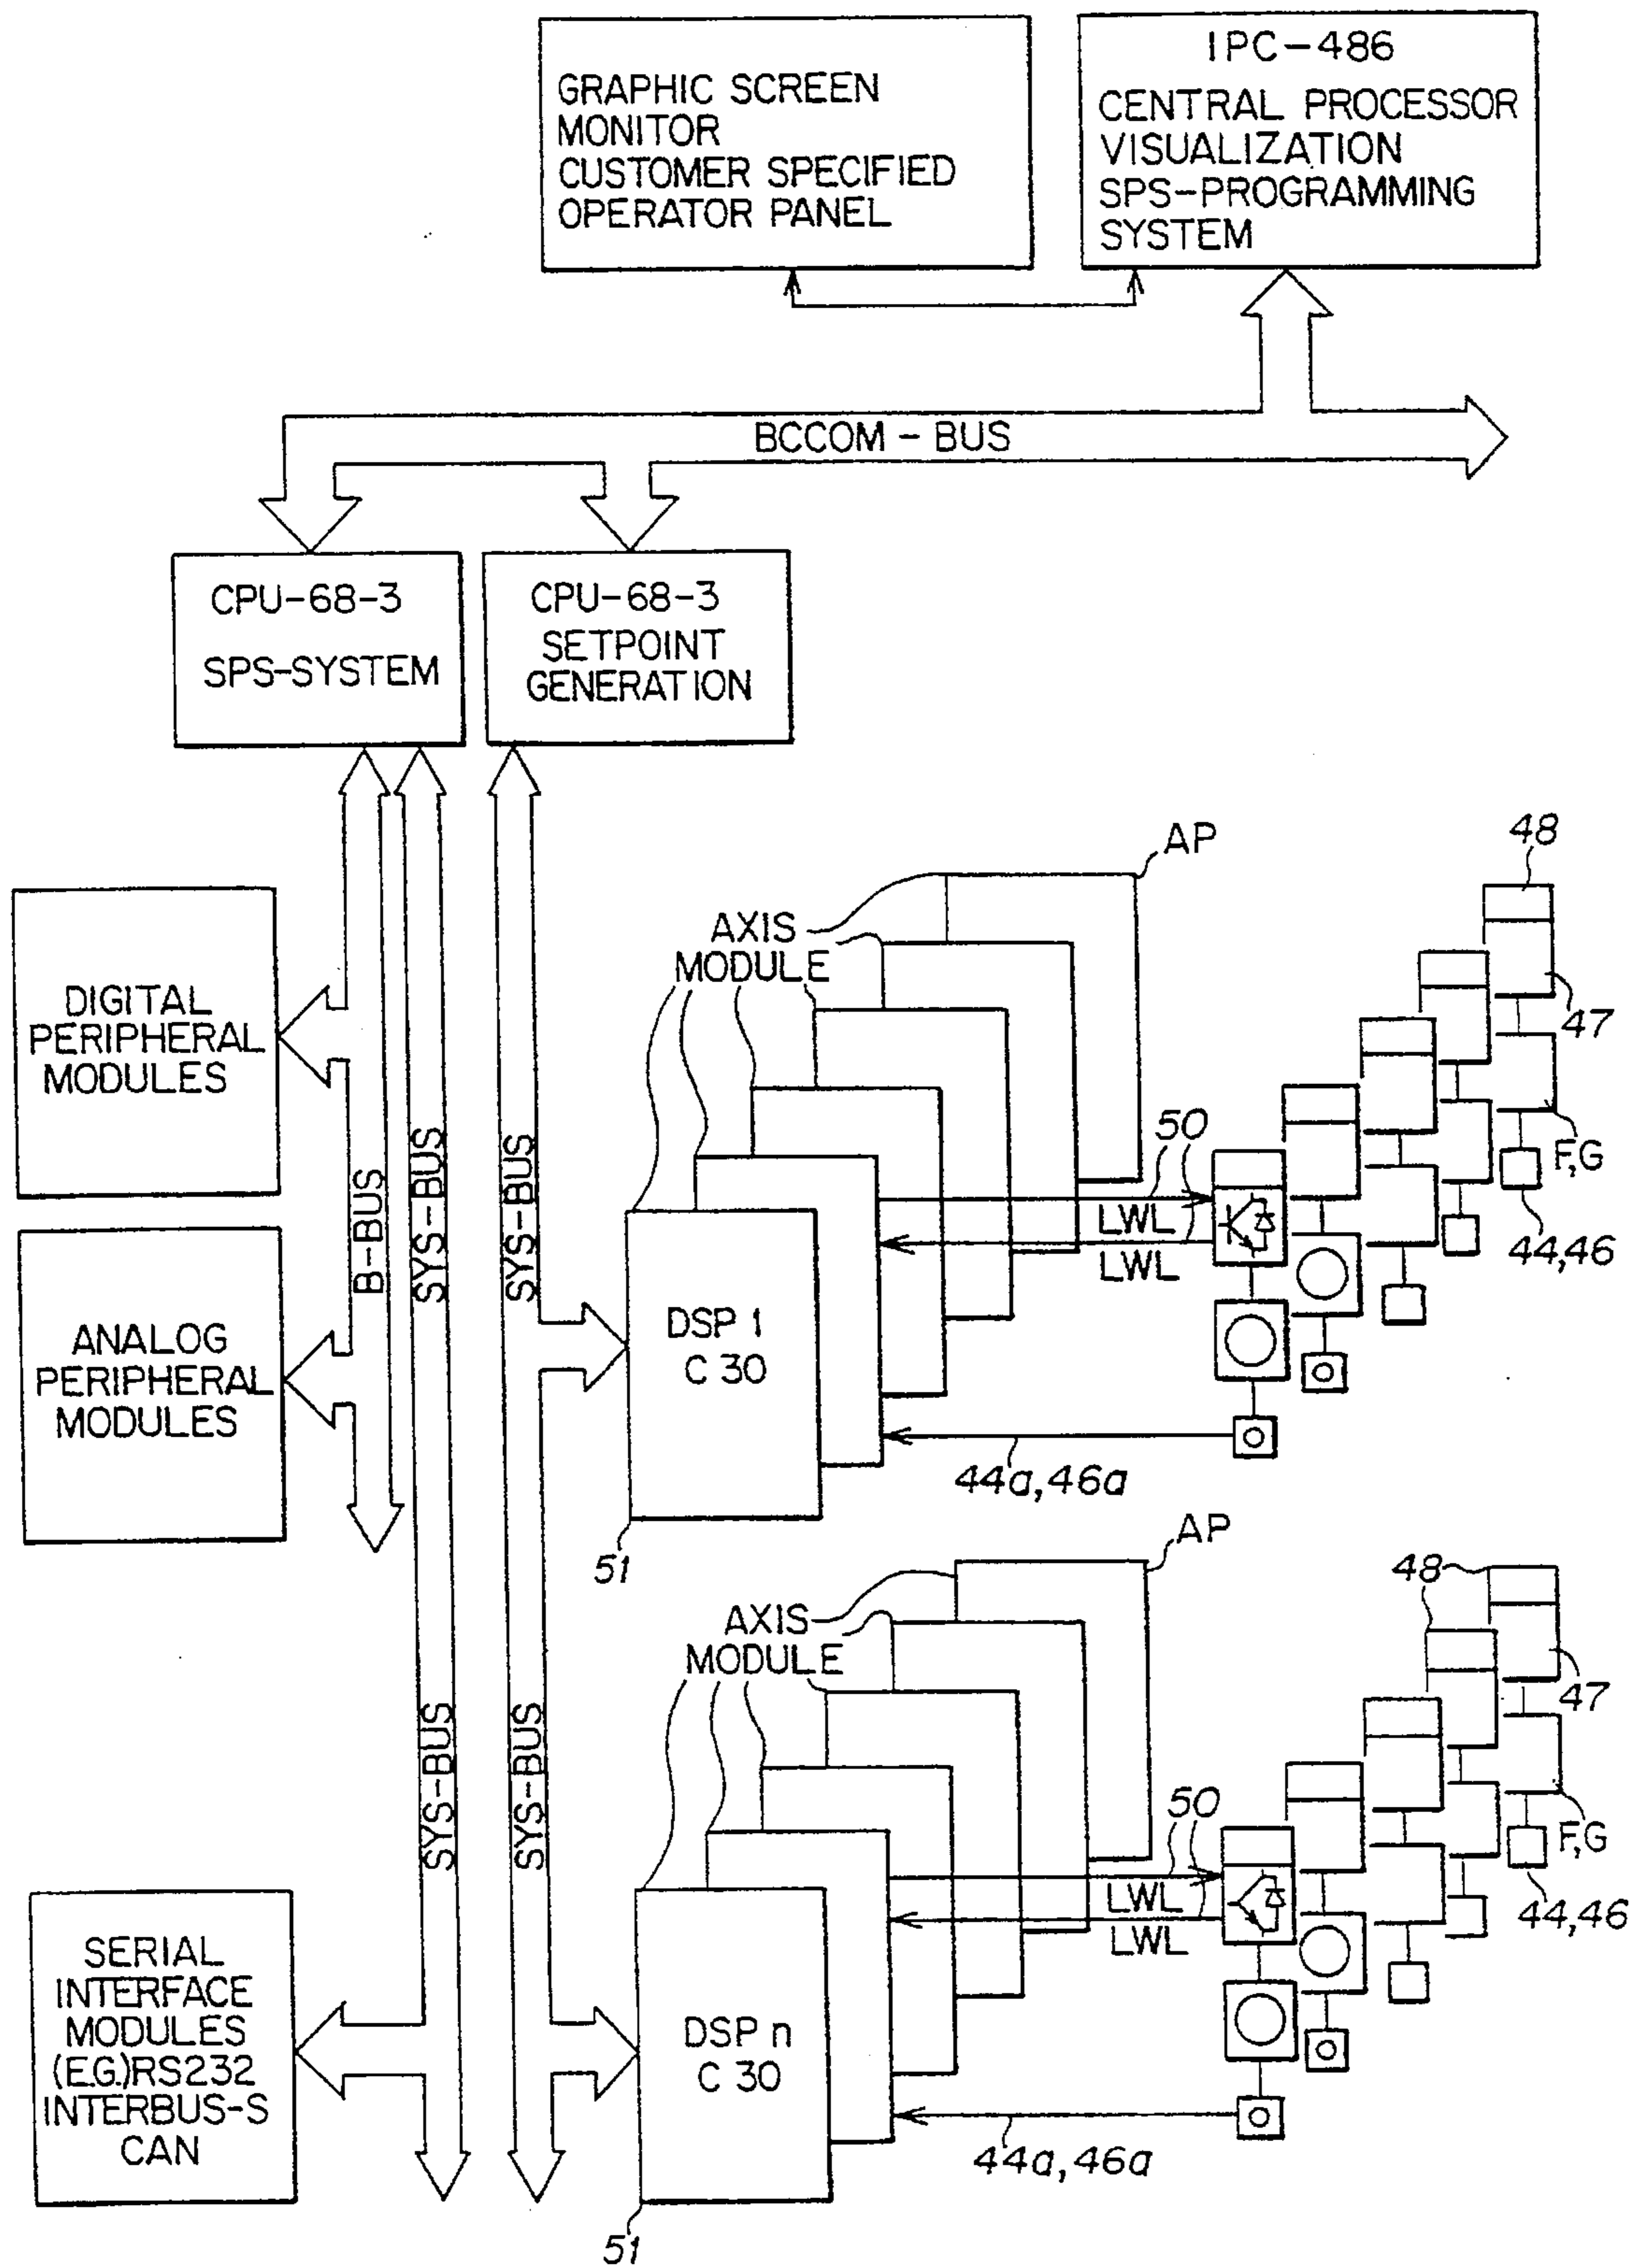 GRAPHIC SCREEN
MONITOR
CUSTOMER SPECIFIED
OPERATOR PANEL
IPC-486
CENTRAL PROCESSOR
VISUALIZATION
SPS-PROGRAMMING
SYSTEM
BCCOM - BUS
CPU-68-3
SPS-SYSTEM
CPU-68-3
SETPOINT
GENERATION
DIGITAL
PERIPHERAL
MODULES
ANALOG
PERIPHERAL
MODULES
B-BUS
SYS-BUS
SYS-BUS
AP
AXIS
MODULE
48
47
F,G
44,46
50
LWL
LWL
DSP 1
C 30
44a,46a
51
AP
AXIS
MODULE
48
47
F,G
44,46
50
LWL
LWL
SYS-BUS
SYS-BUS
SERIAL
INTERFACE
MODULES
(E.G.)RS232
INTERBUS-S
CAN
DSP n
C 30
44a,46a
51